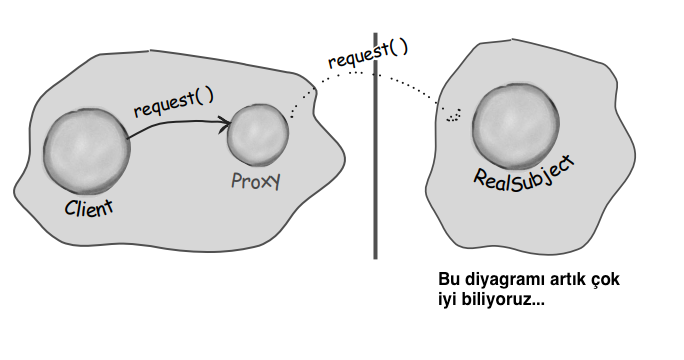 request( )
request( )
Client
Proxy
RealSubject
Bu diyagramı artık çok
iyi biliyoruz...